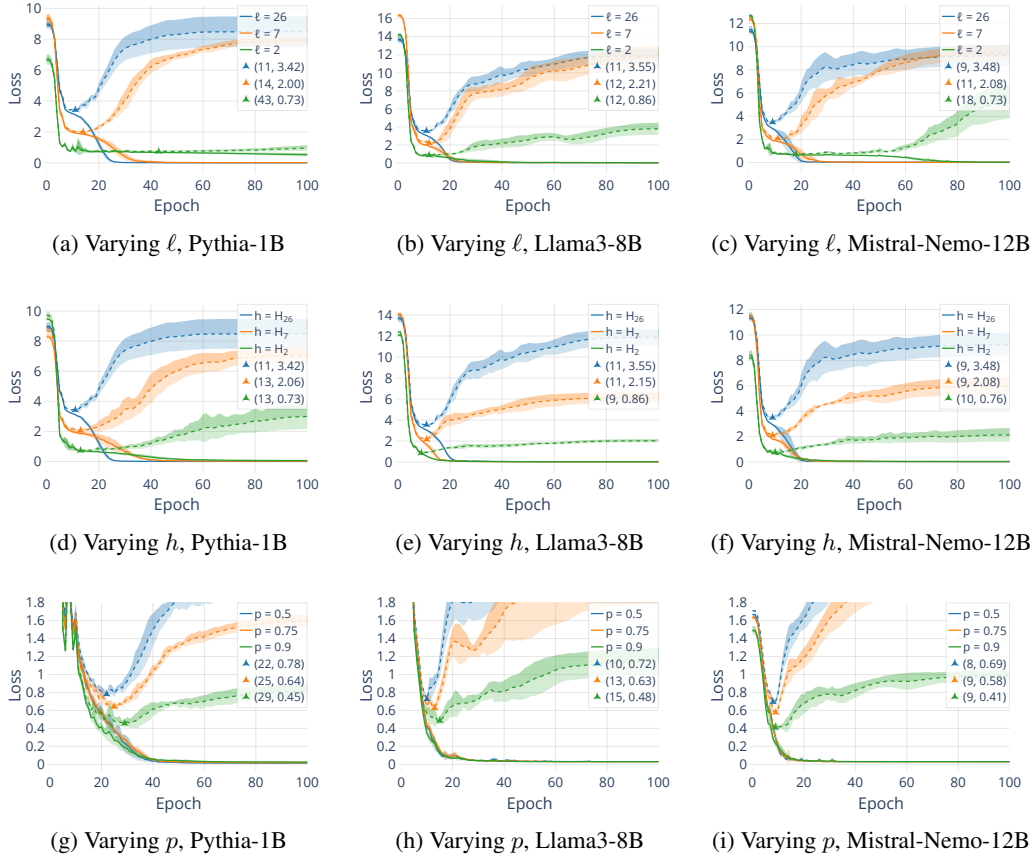 ℓ = 26
ℓ = 7
ℓ = 2
(11, 3.42)
(14, 2.00)
(43, 0.73)
8
6
4
2
0
Loss
0 20 40 60 80 100
Epoch
(a) Varying ℓ, Pythia-1B
ℓ = 26
ℓ = 7
ℓ = 2
(11, 3.55)
(12, 2.21)
(12, 0.86)
16
14
12
10
8
6
4
2
0
Loss
0 20 40 60 80 100
Epoch
(b) Varying ℓ, Llama3-8B
ℓ = 26
ℓ = 7
ℓ = 2
(9, 3.48)
(11, 2.08)
(18, 0.73)
12
10
8
6
4
2
0
Loss
0 20 40 60 80 100
Epoch
(c) Varying ℓ, Mistral-Nemo-12B
h = H26
h = H7
h = H2
(11, 3.42)
(13, 2.06)
(13, 0.73)
10
8
6
4
2
0
Loss
0 20 40 60 80 100
Epoch
(d) Varying h, Pythia-1B
h = H26
h = H7
h = H2
(11, 3.55)
(11, 2.15)
(9, 0.86)
14
12
10
8
6
4
2
0
Loss
0 20 40 60 80 100
Epoch
(e) Varying h, Llama3-8B
h = H26
h = H7
h = H2
(9, 3.48)
(9, 2.08)
(10, 0.76)
12
10
8
6
4
2
0
Loss
0 20 40 60 80 100
Epoch
(f) Varying h, Mistral-Nemo-12B
p = 0.5
p = 0.75
p = 0.9
(22, 0.78)
(25, 0.64)
(29, 0.45)
1.8
1.6
1.4
1.2
1
0.8
0.6
0.4
0.2
0
Loss
0 20 40 60 80 100
Epoch
(g) Varying p, Pythia-1B
p = 0.5
p = 0.75
p = 0.9
(10, 0.72)
(13, 0.63)
(15, 0.48)
1.8
1.6
1.4
1.2
1
0.8
0.6
0.4
0.2
0
Loss
0 20 40 60 80 100
Epoch
(h) Varying p, Llama3-8B
p = 0.5
p = 0.75
p = 0.9
(8, 0.69)
(9, 0.58)
(9, 0.41)
1.8
1.6
1.4
1.2
1
0.8
0.6
0.4
0.2
0
Loss
0 20 40 60 80 100
Epoch
(i) Varying p, Mistral-Nemo-12B